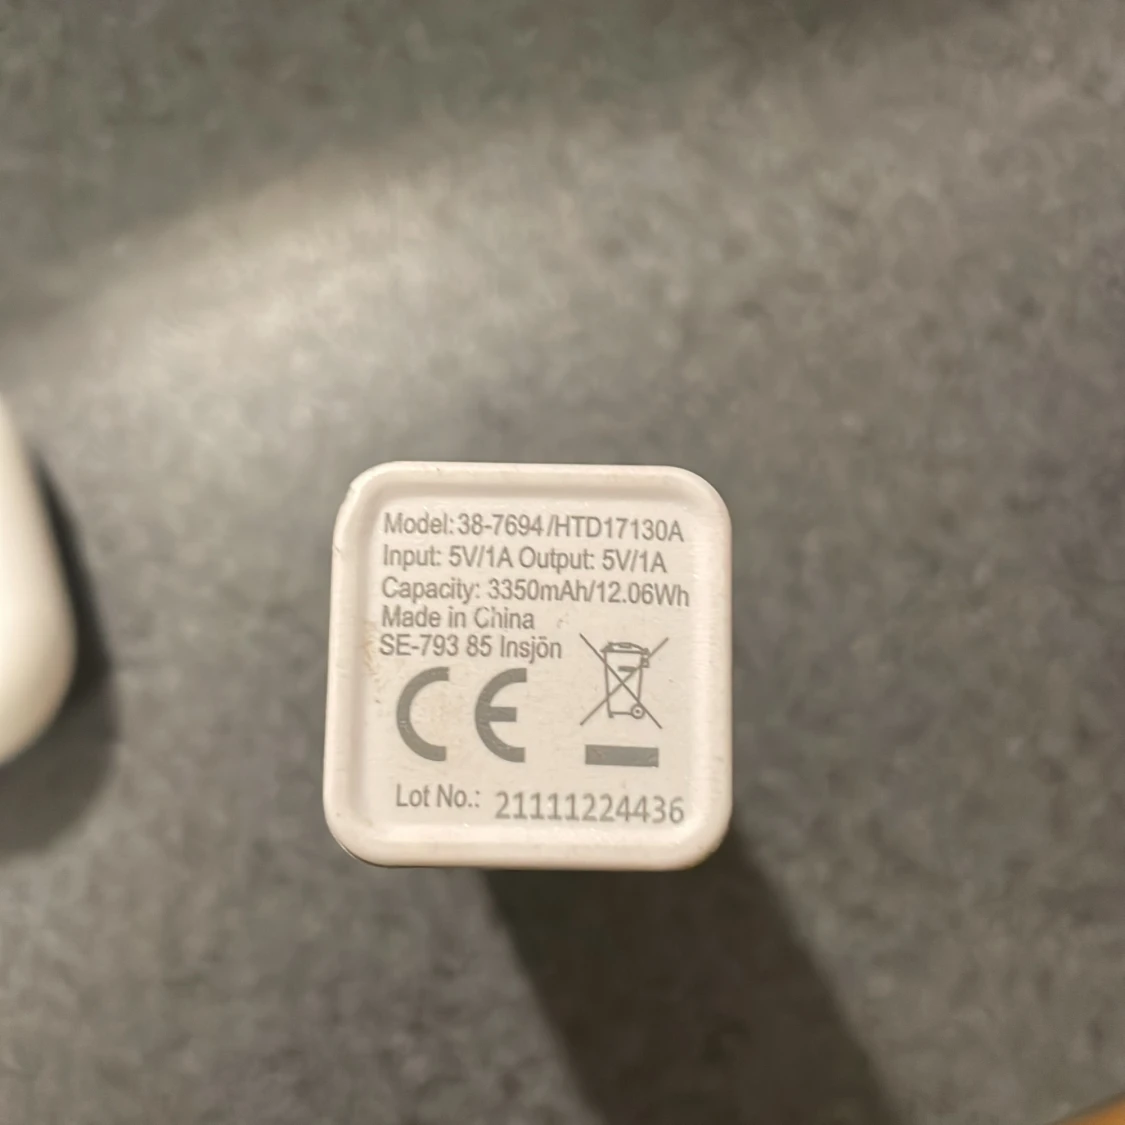 Model: 38-7694/HTD17130A
Input: 5V/1A Output: 5V/1A
Capacity: 3350mAh/12.06Wh
Made in China
SE-793 85 Insjön
CE
Lot No.: 21111224436